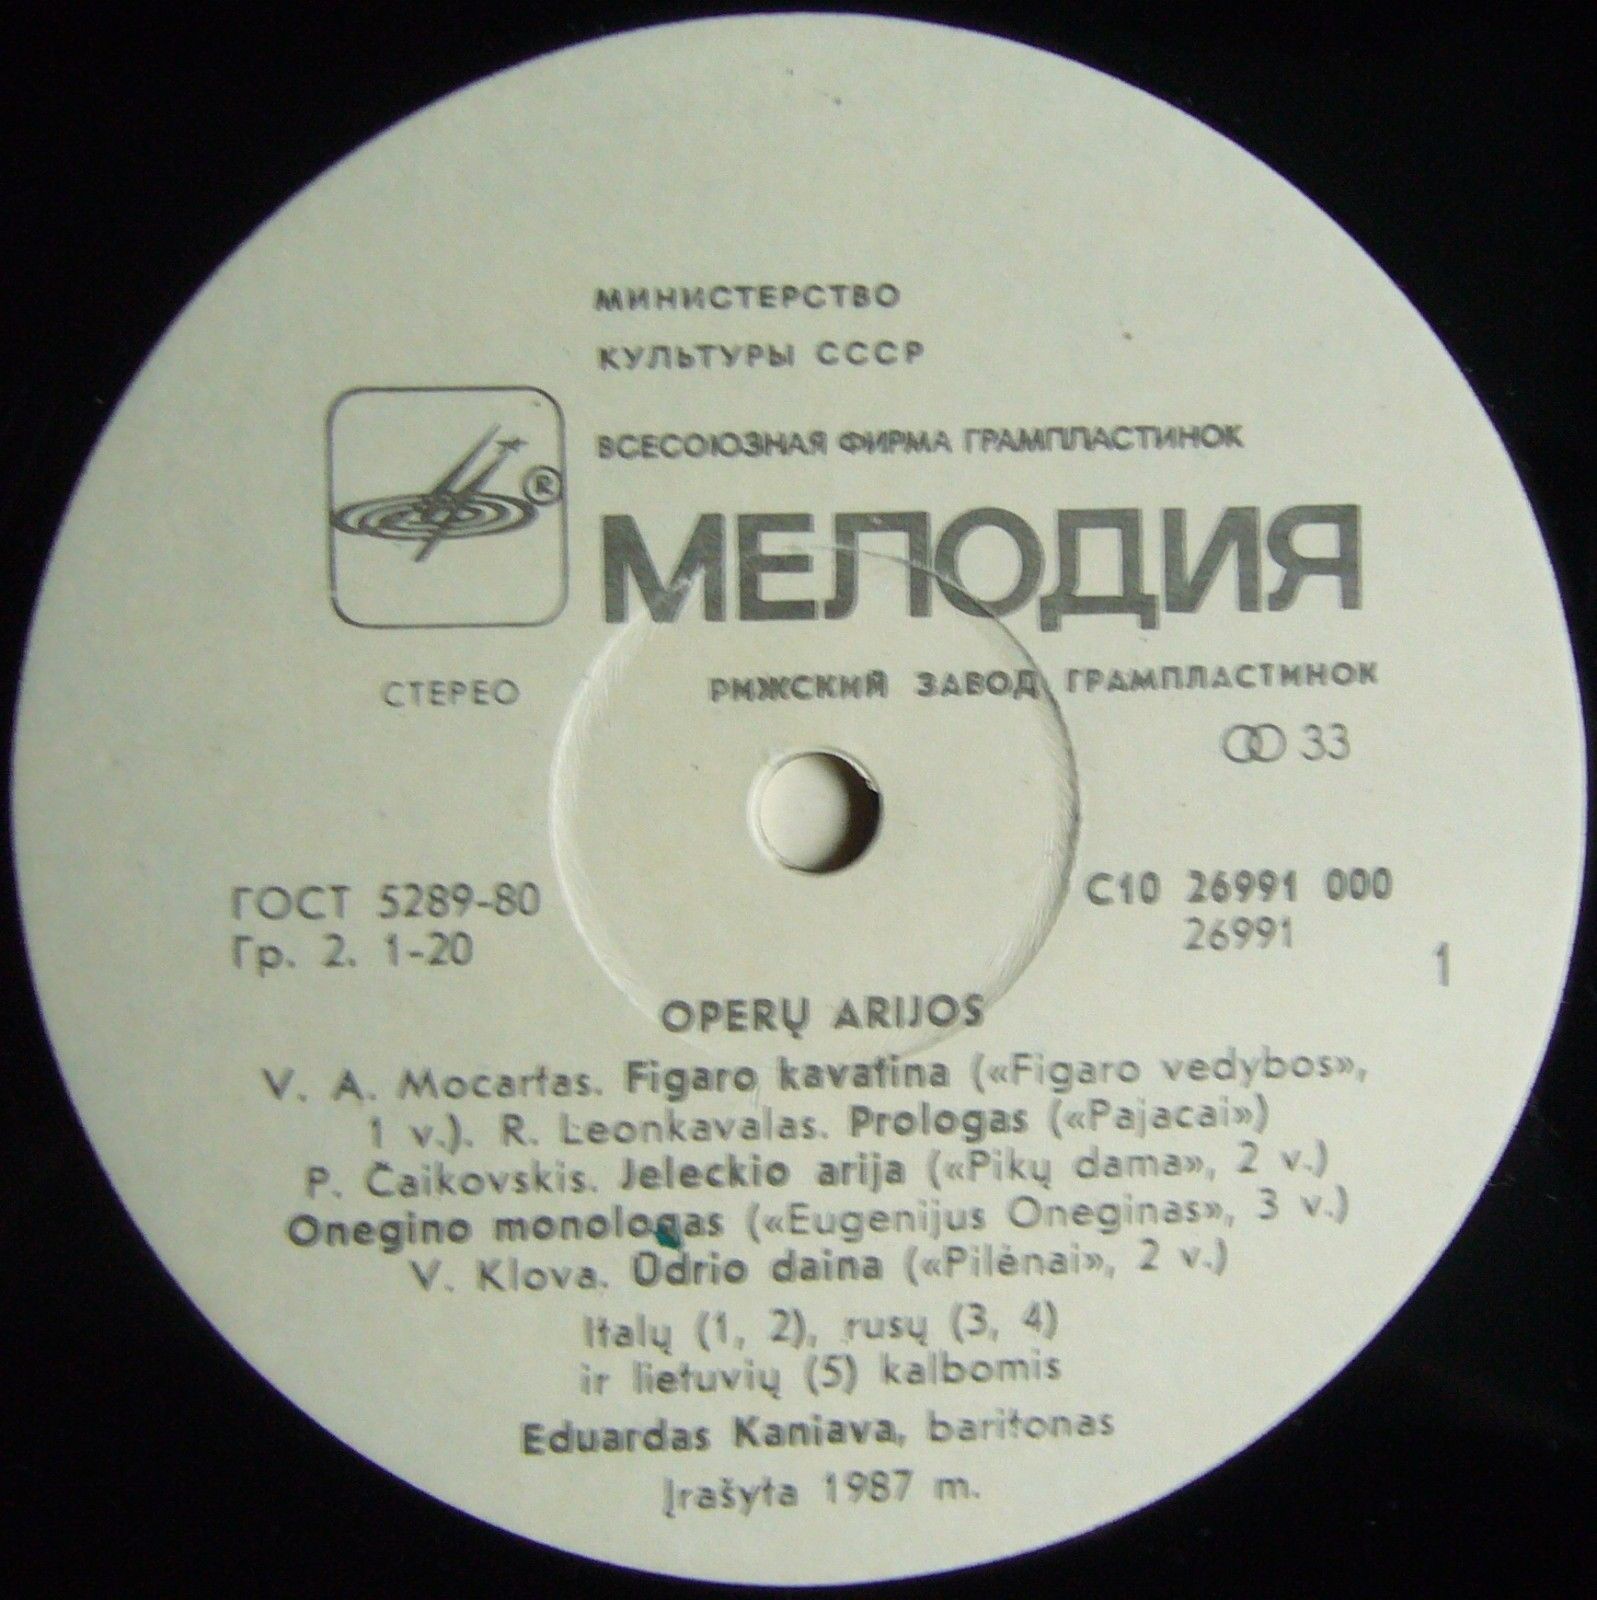 МИНИСТЕРСТВО
КУЛЬТУРЫ СССР
ВСЕСОЮЗНАЯ ФИРМА ГРАМПЛАСТИНОК
®
МЕЛОДИЯ
СТЕРЕО
РИЖСКИЙ ЗАВОД ГРАМПЛАСТИНОК
33
ГОСТ 5289-80
Гр. 2. 1-20
С10 26991 000
26991
1
OPERŲ ARIJOS
V. A. Mocartas. Figaro kavatina («Figaro vedybos»,
1 v.). R. Leonkavalas. Prologas («Pajacai»)
P. Čaikovskis. Jeleckio arija («Pikų dama», 2 v.)
Onegino monologas («Eugenijus Oneginas», 3 v.)
V. Klova. Ūdrio daina («Pilėnai», 2 v.)
Italų (1, 2), rusų (3, 4)
ir lietuvių (5) kalbomis
Eduardas Kaniava, baritonas
Įrašyta 1987 m.